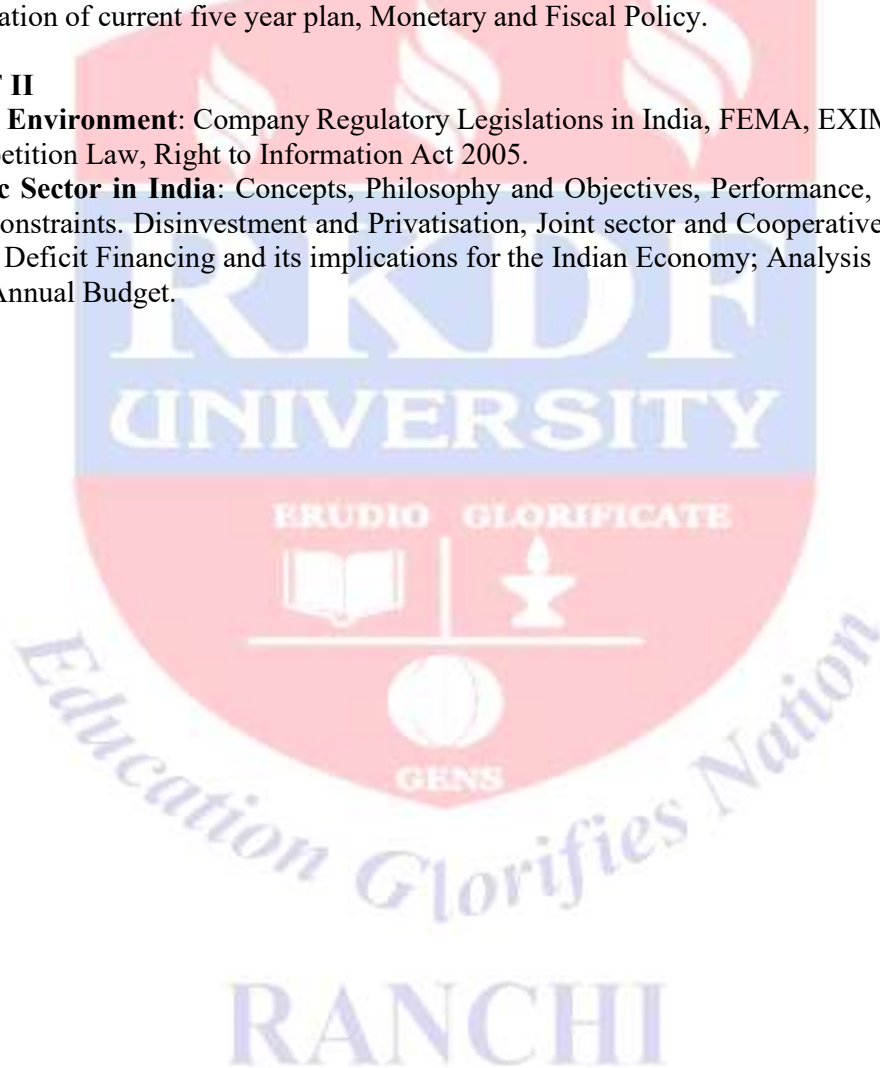 ation of current five year plan, Monetary and Fiscal Policy.
II
Environment: Company Regulatory Legislations in India, FEMA, EXIM
etition Law, Right to Information Act 2005.
c Sector in India: Concepts, Philosophy and Objectives, Performance,
onstraints. Disinvestment and Privatisation, Joint sector and Cooperative
Deficit Financing and its implications for the Indian Economy; Analysis
Annual Budget.
RKDF
UNIVERSITY
ERUDIO GLORIFICATE
GENS
Education Glorifies Nation
RANCHI